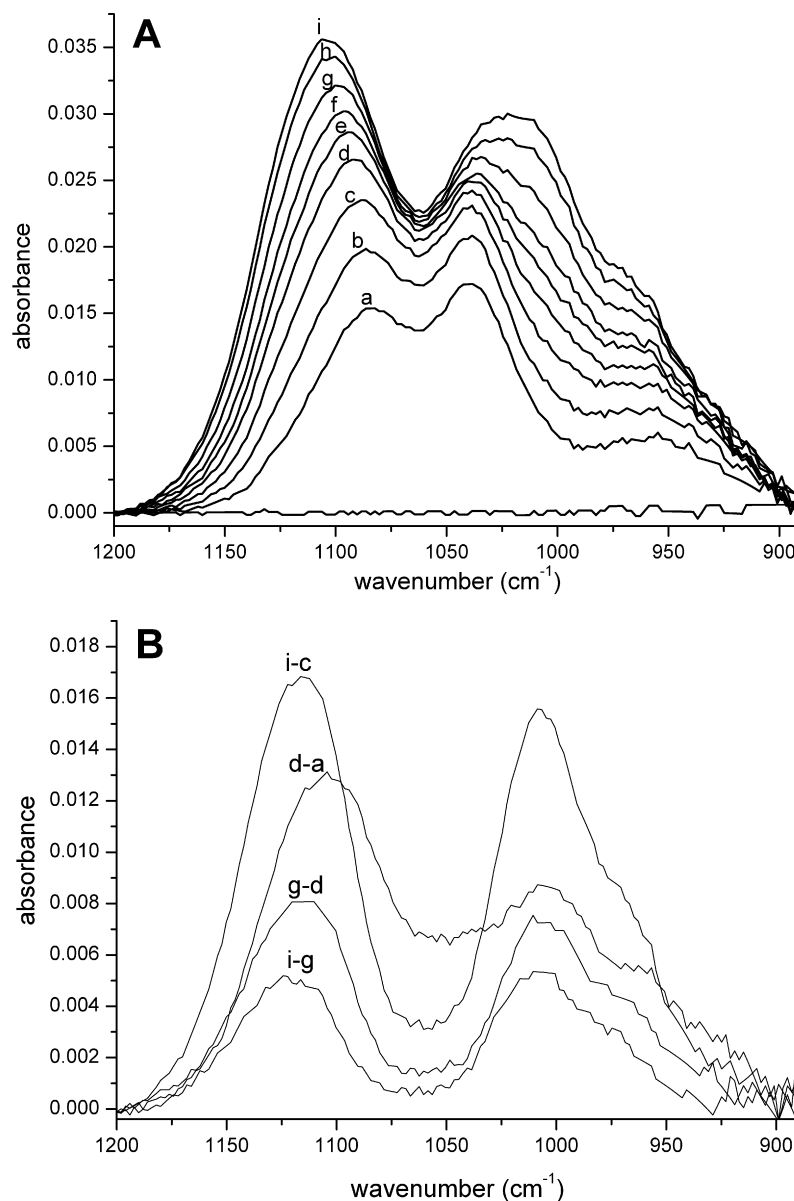 A
i
h
g
f
e
d
c
b
a
0.035
0.030
0.025
0.020
0.015
0.010
0.005
0.000
absorbance
1200 1150 1100 1050 1000 950 900
wavenumber (cm-1)
B
i-c
d-a
g-d
i-g
0.018
0.016
0.014
0.012
0.010
0.008
0.006
0.004
0.002
0.000
absorbance
1200 1150 1100 1050 1000 950 900
wavenumber (cm-1)